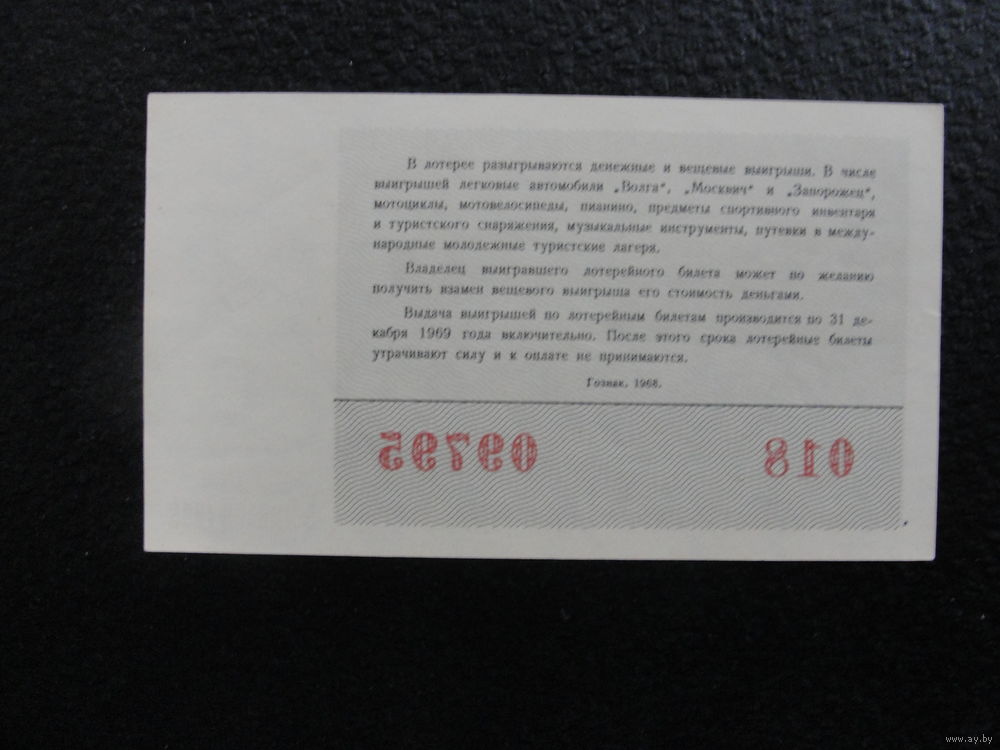 В лотерее разыгрываются денежные и вещевые выигрыши. В числе
выигрышей легковые автомобили „Волга“, „Москвич“ и „Запорожец“,
мотоциклы, мотовелосипеды, пианино, предметы спортивного инвентаря
и туристского снаряжения, музыкальные инструменты, путевки в между-
народные молодежные туристские лагеря.
Владелец выигравшего лотерейного билета может по желанию
получить взамен вещевого выигрыша его стоимость деньгами.
Выдача выигрышей по лотерейным билетам производится по 31 де-
кабря 1969 года включительно. После этого срока лотерейные билеты
утрачивают силу и к оплате не принимаются.
Гознак. 1968.
09795 018
www.ay.by